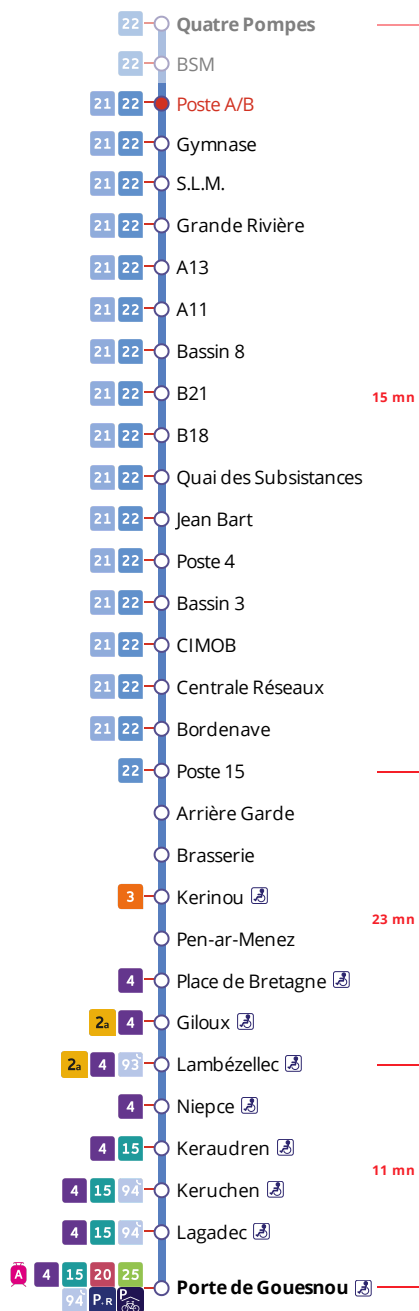 22 Quatre Pompes
22 BSM
21 22 Poste A/B
21 22 Gymnase
21 22 S.L.M.
21 22 Grande Rivière
21 22 A13
21 22 A11
21 22 Bassin 8
21 22 B21
15 mn
21 22 B18
21 22 Quai des Subsistances
21 22 Jean Bart
21 22 Poste 4
21 22 Bassin 3
21 22 CIMOB
21 22 Centrale Réseaux
21 22 Bordenave
22 Poste 15
Arrière Garde
Brasserie
3 Kerinou
23 mn
Pen-ar-Menez
4 Place de Bretagne
2a 4 Giloux
2a 4 93 Lambézellec
4 Niepce
4 15 Keraudren
11 mn
4 15 94 Keruchen
4 15 94 Lagadec
A 4 15 20 25
Porte de Gouesnou
94 P+R P